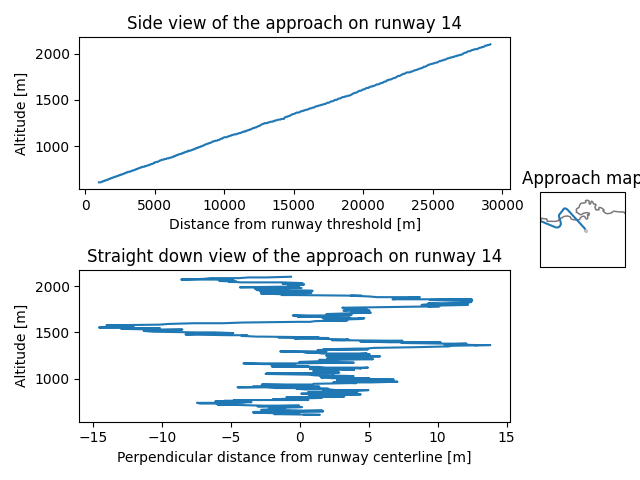 Side view of the approach on runway 14
Altitude [m]
2000
1500
1000
0 5000 10000 15000 20000 25000 30000
Distance from runway threshold [m]
Approach map
Straight down view of the approach on runway 14
Altitude [m]
2000
1500
1000
−15 −10 −5 0 5 10 15
Perpendicular distance from runway centerline [m]